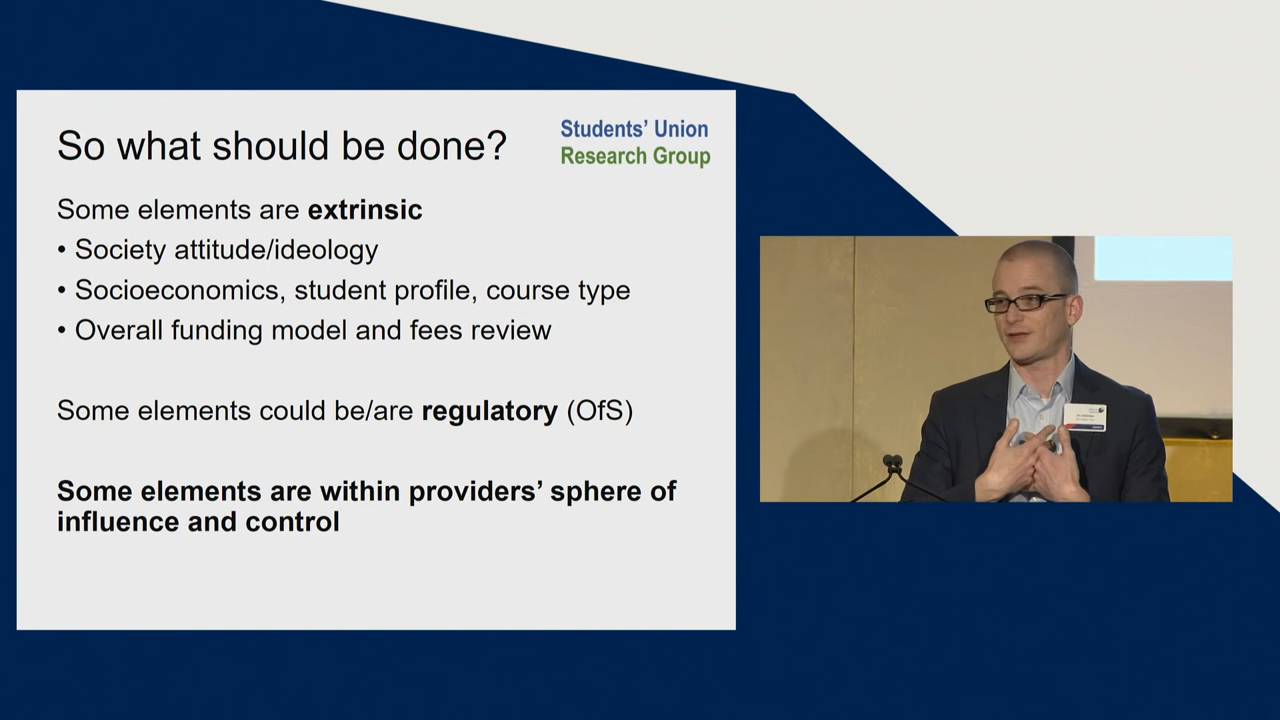 So what should be done?
Students’ Union
Research Group
Some elements are extrinsic
• Society attitude/ideology
• Socioeconomics, student profile, course type
• Overall funding model and fees review
Some elements could be/are regulatory (OfS)
Some elements are within providers’ sphere of
influence and control